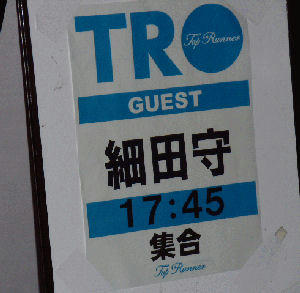 TRO
Top Runner
GUEST
細田守
17:45
集合
Top Runner